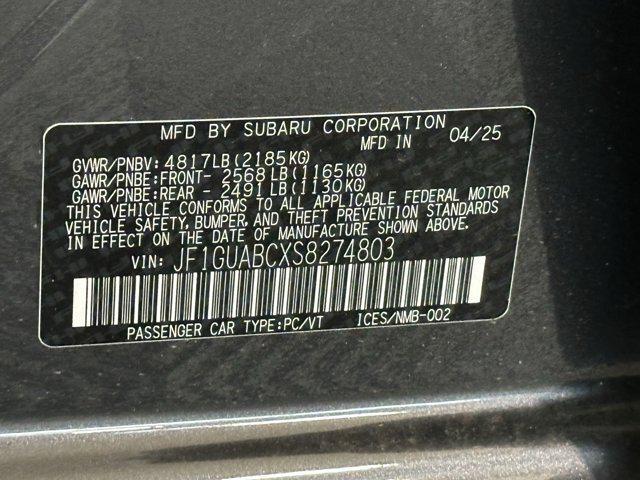 MFD BY SUBARU CORPORATION
MFD IN 04/25
GVWR/PNBV: 4817LB (2185KG)
GAWR/PNBE:FRONT- 2568LB (1165KG)
GAWR/PNBE:REAR - 2491LB (1130KG)
THIS VEHICLE CONFORMS TO ALL APPLICABLE FEDERAL MOTOR
VEHICLE SAFETY, BUMPER, AND THEFT PREVENTION STANDARDS
IN EFFECT ON THE DATE OF MANUFACTURE SHOWN ABOVE.
VIN: JF1GUABCXS8274803
PASSENGER CAR TYPE:PC/VT ICES/NMB-002